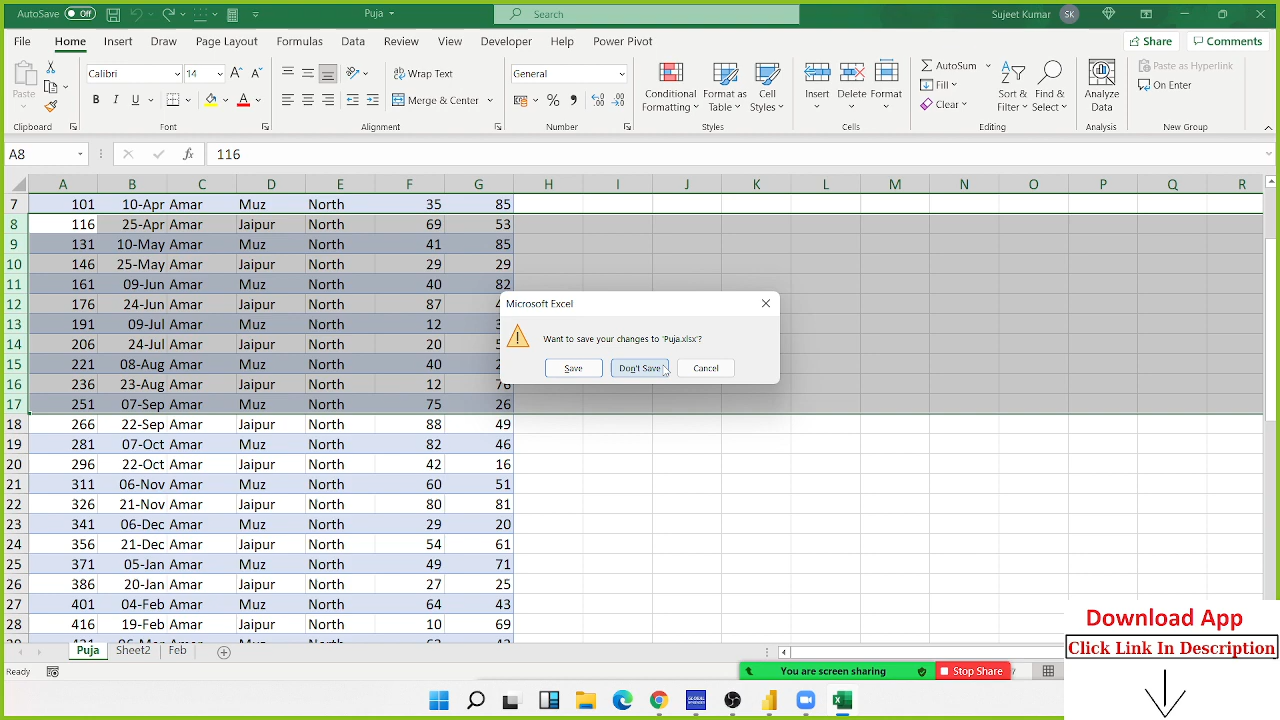 AutoSave Off Puja Search Sujeet Kumar SK
File Home Insert Draw Page Layout Formulas Data Review View Developer Help Power Pivot Share Comments
Paste Calibri 14 Wrap Text General Conditional Formatting Format as Table Cell Styles Insert Delete Format AutoSum Sort & Filter Find & Select Analyze Data Paste as Hyperlink
B I U Merge & Center Fill Clear On Enter
Clipboard Font Alignment Number Styles Cells Editing Analysis New Group
A8 fx 116
A B C D E F G H I J K L M N O P Q R
7 101 10-Apr Amar Muz North 35 85
8 116 25-Apr Amar Jaipur North 69 53
9 131 10-May Amar Muz North 41 85
10 146 25-May Amar Jaipur North 29 29
11 161 09-Jun Amar Muz North 40 82
12 176 24-Jun Amar Jaipur North 87
13 191 09-Jul Amar Muz North 12
14 206 24-Jul Amar Jaipur North 20
15 221 08-Aug Amar Muz North 40
16 236 23-Aug Amar Jaipur North 12
17 251 07-Sep Amar Muz North 75 26
18 266 22-Sep Amar Jaipur North 88 49
19 281 07-Oct Amar Muz North 82 46
20 296 22-Oct Amar Jaipur North 42 16
21 311 06-Nov Amar Muz North 60 51
22 326 21-Nov Amar Jaipur North 80 81
23 341 06-Dec Amar Muz North 29 20
24 356 21-Dec Amar Jaipur North 54 61
25 371 05-Jan Amar Muz North 49 71
26 386 20-Jan Amar Jaipur North 27 25
27 401 04-Feb Amar Muz North 64 43
28 416 19-Feb Amar Jaipur North 10 69
Microsoft Excel
Want to save your changes to 'Puja.xlsx'?
Save Don't Save Cancel
Puja Sheet2 Feb
Ready
You are screen sharing Stop Share
Download App
Click Link In Description